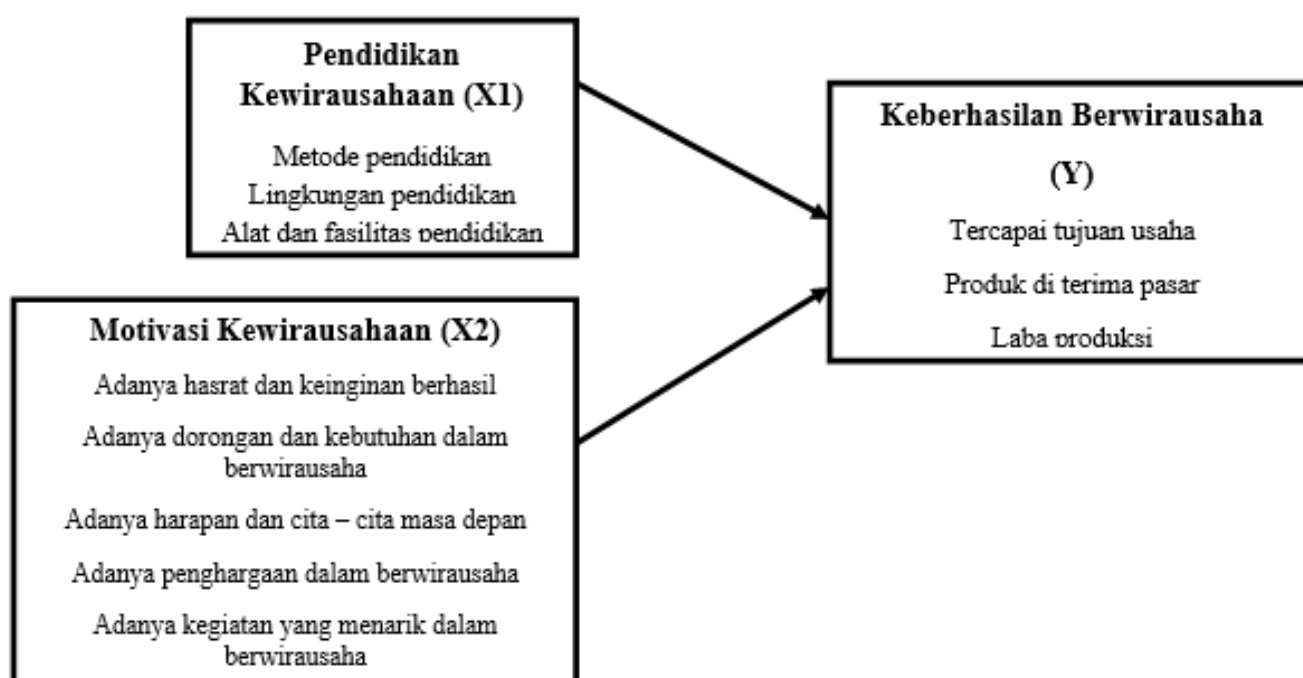 Pendidikan
Kewirausahaan (X1)
Metode pendidikan
Lingkungan pendidikan
Alat dan fasilitas pendidikan
Motivasi Kewirausahaan (X2)
Adanya hasrat dan keinginan berhasil
Adanya dorongan dan kebutuhan dalam
berwirausaha
Adanya harapan dan cita – cita masa depan
Adanya penghargaan dalam berwirausaha
Adanya kegiatan yang menarik dalam
berwirausaha
Keberhasilan Berwirausaha
(Y)
Tercapai tujuan usaha
Produk di terima pasar
Laba produksi